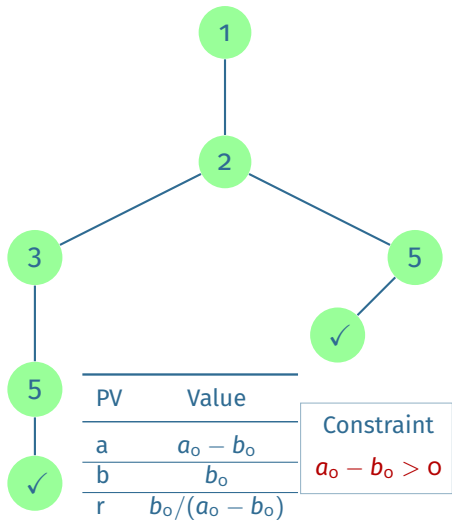 1
2
3 5
✓
5
✓
PV Value
a a₀ − b₀
b b₀
r b₀/(a₀ − b₀)
Constraint
a₀ − b₀ > 0